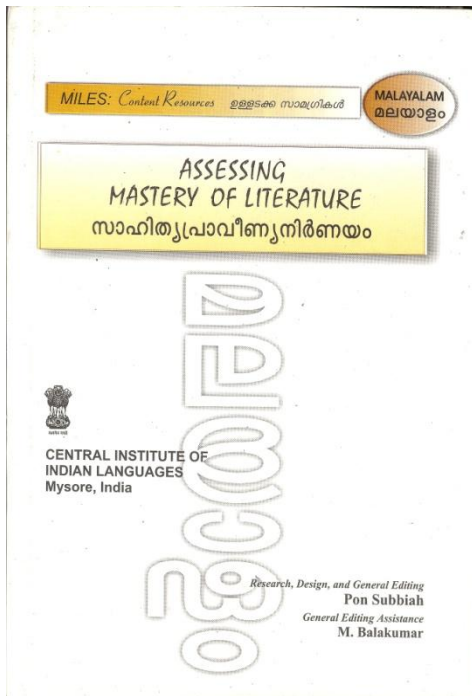 MILES: Content Resources ഉള്ളടക്ക സാമഗ്രികൾ
MALAYALAM
മലയാളം
ASSESSING
MASTERY OF LITERATURE
സാഹിത്യപ്രാവീണ്യനിർണയം
മലയാളം
CENTRAL INSTITUTE OF
INDIAN LANGUAGES
Mysore, India
Research, Design, and General Editing
Pon Subbiah
General Editing Assistance
M. Balakumar